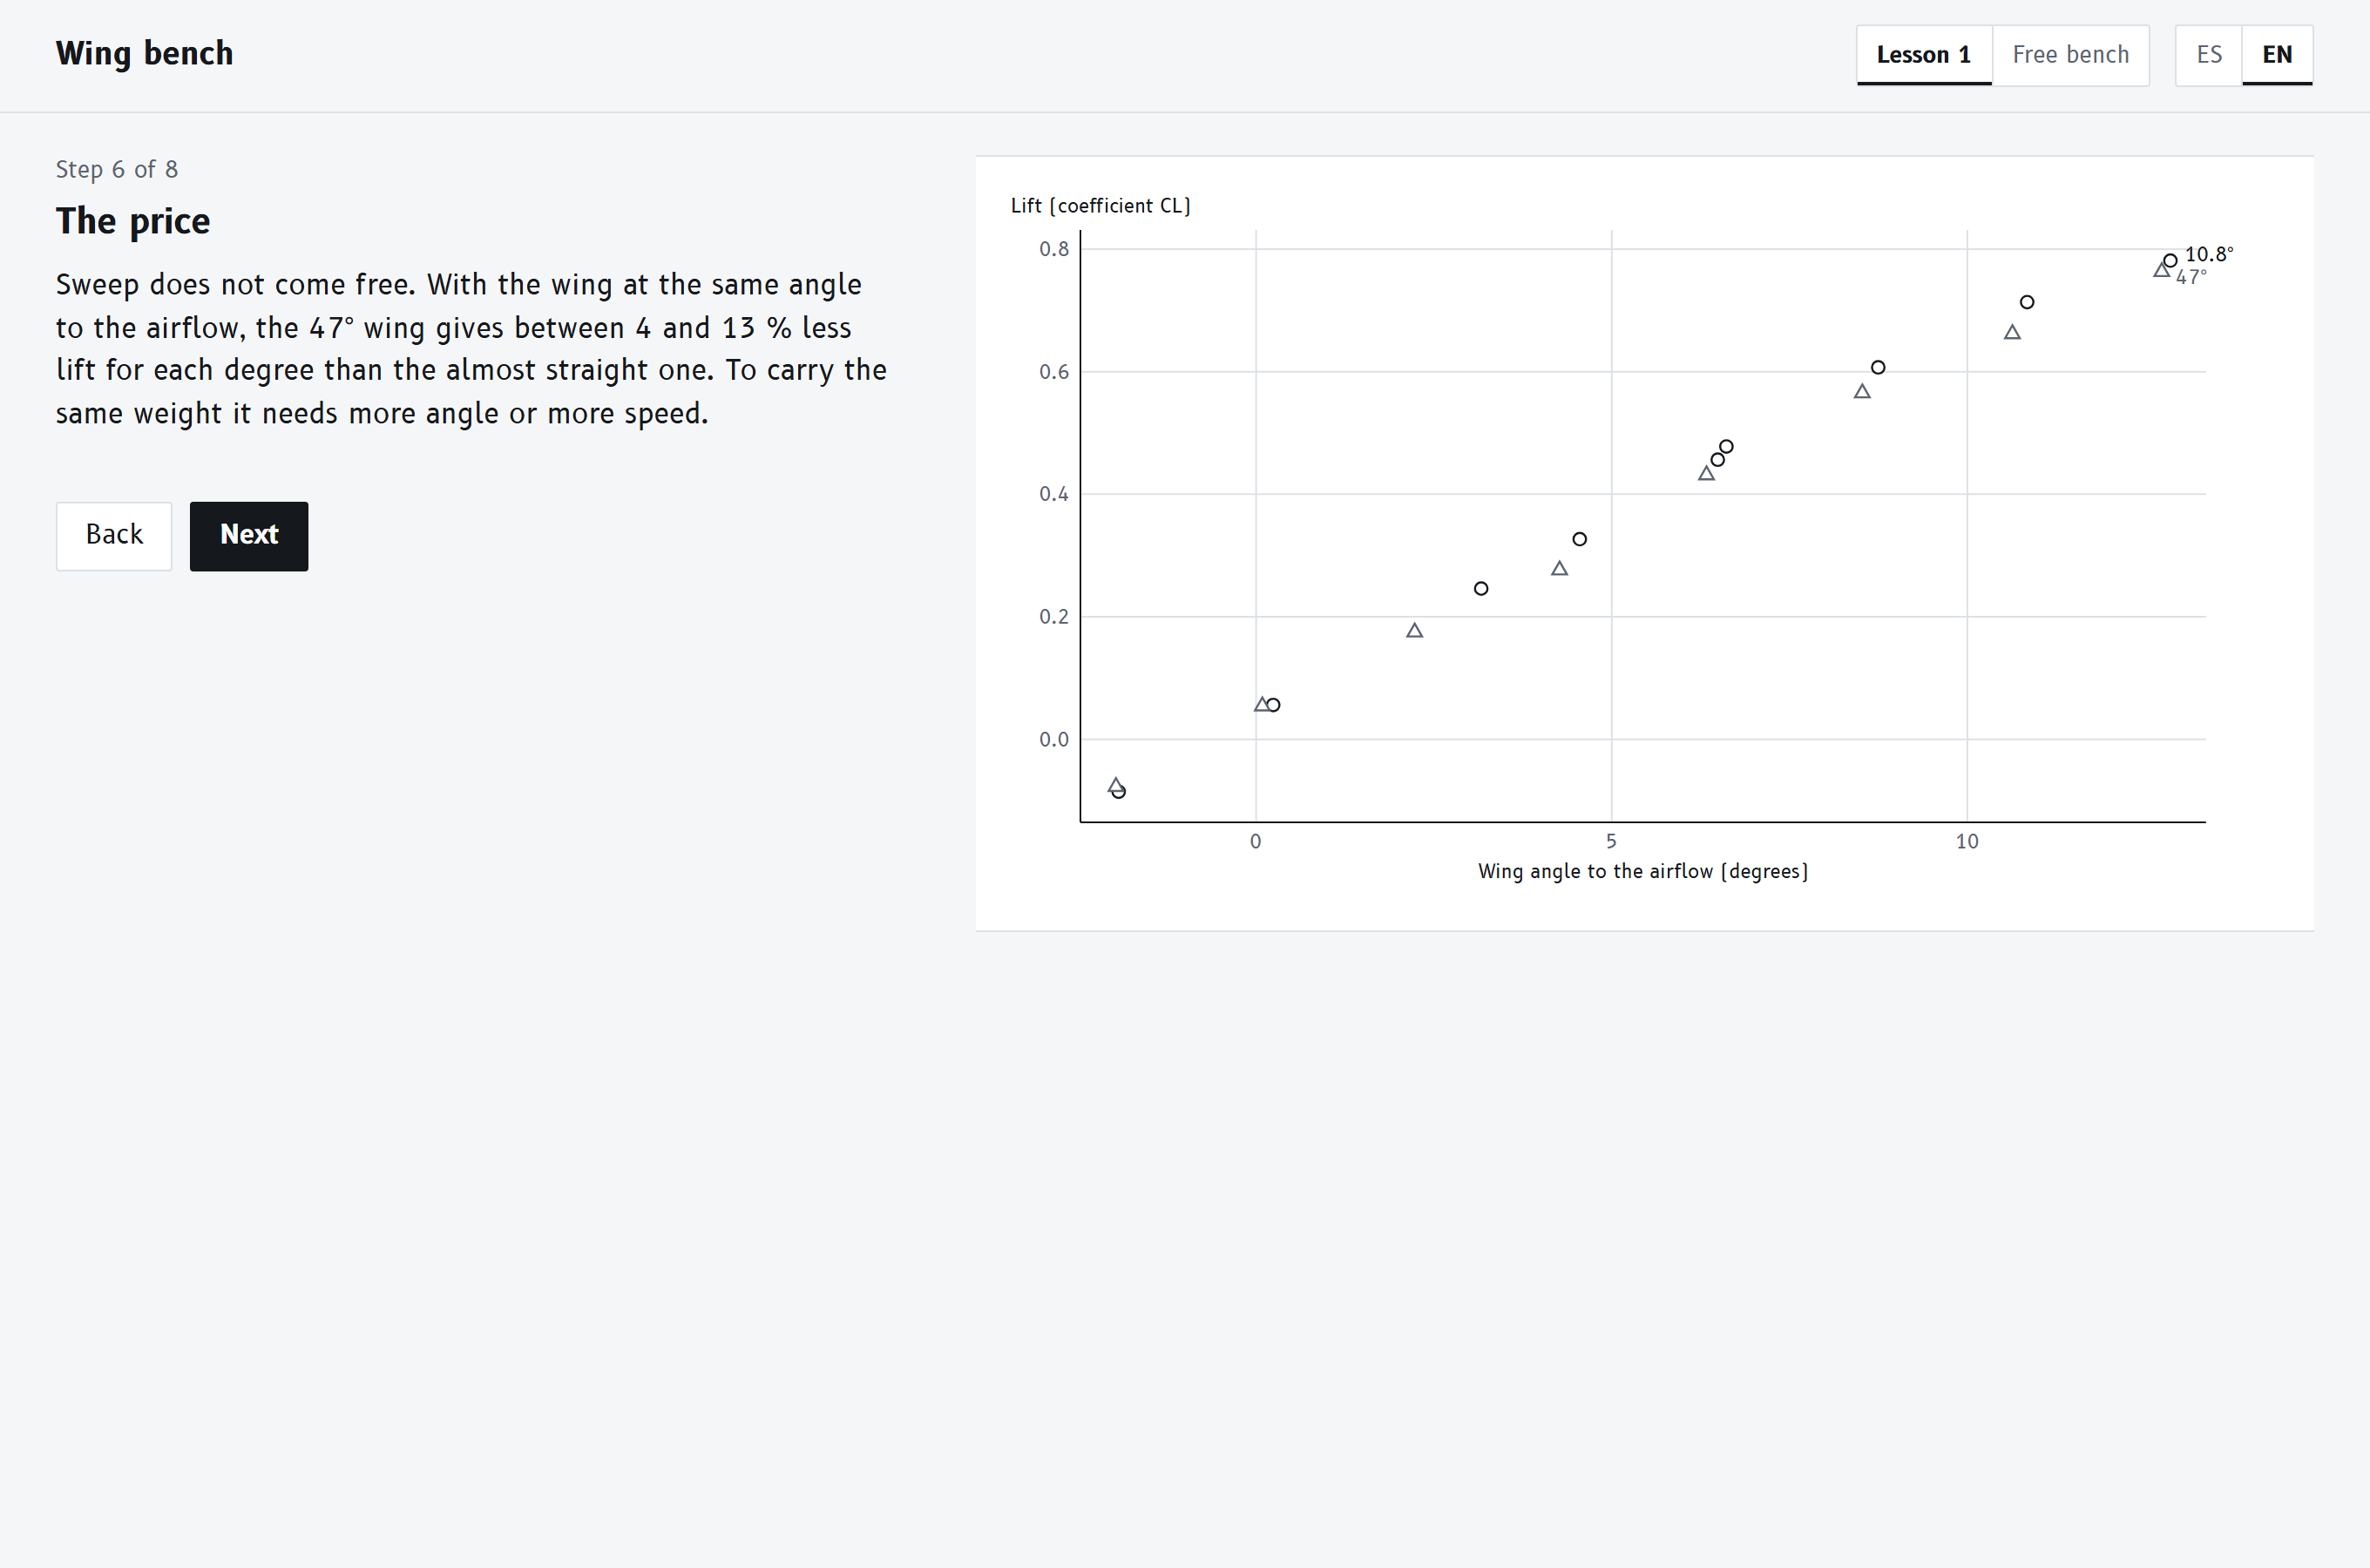 Wing bench
Lesson 1
Free bench
ES
EN
Step 6 of 8
The price
Sweep does not come free. With the wing at the same angle
to the airflow, the 47° wing gives between 4 and 13 % less
lift for each degree than the almost straight one. To carry the
same weight it needs more angle or more speed.
Back
Next
Lift (coefficient CL)
0.8
0.6
0.4
0.2
0.0
10.8°
47°
0
5
10
Wing angle to the airflow (degrees)